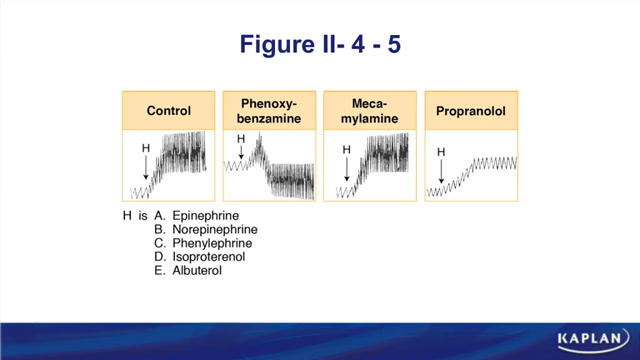 Figure II- 4 - 5
Control
Phenoxy-
benzamine
Meca-
mylamine
Propranolol
H
H
H
H
H is A. Epinephrine
B. Norepinephrine
C. Phenylephrine
D. Isoproterenol
E. Albuterol
KAPLAN